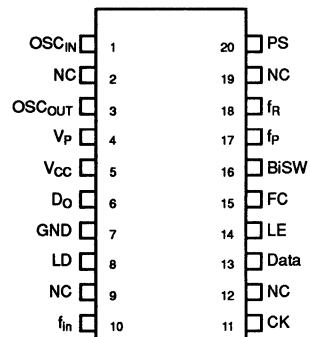 OSCIN 1 20 PS
NC 2 19 NC
OSCOUT 3 18 fR
VP 4 17 fP
VCC 5 16 BiSW
DO 6 15 FC
GND 7 14 LE
LD 8 13 Data
NC 9 12 NC
fin 10 11 CK